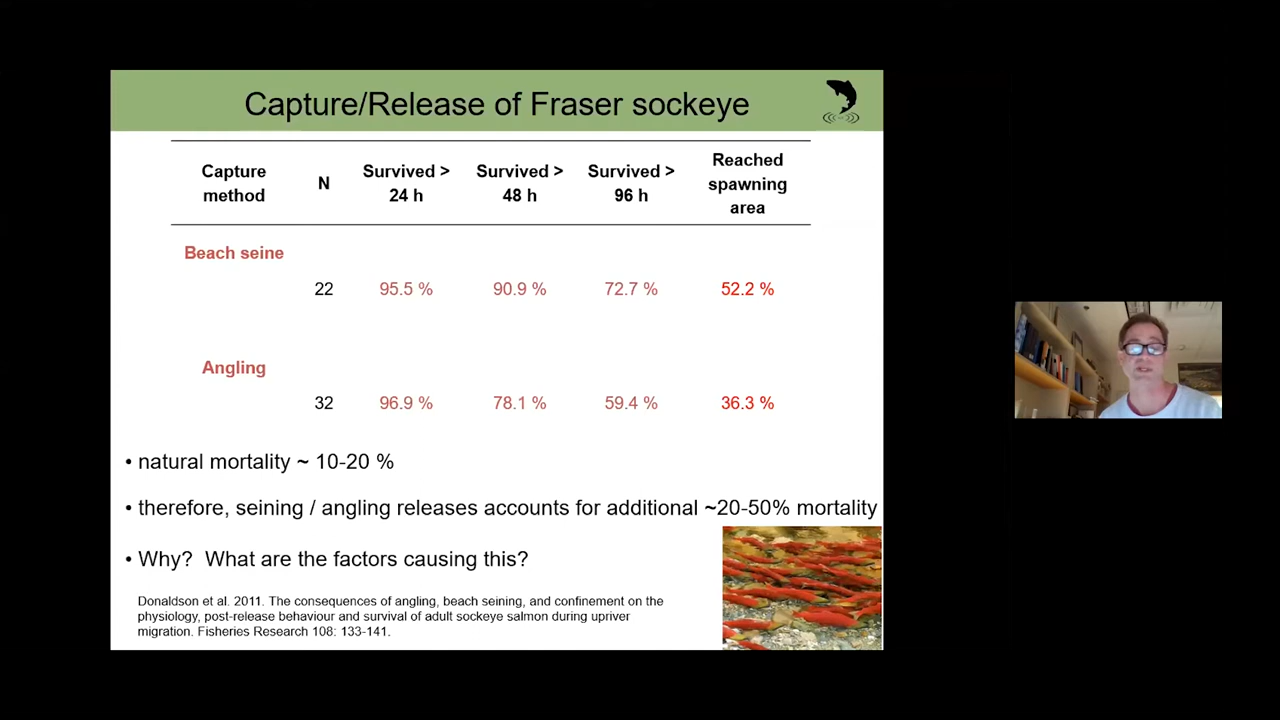 Capture/Release of Fraser sockeye
Capture method
N
Survived > 24 h
Survived > 48 h
Survived > 96 h
Reached spawning area
Beach seine
22 95.5 % 90.9 % 72.7 % 52.2 %
Angling
32 96.9 % 78.1 % 59.4 % 36.3 %
• natural mortality ~ 10-20 %
• therefore, seining / angling releases accounts for additional ~20-50% mortality
• Why? What are the factors causing this?
Donaldson et al. 2011. The consequences of angling, beach seining, and confinement on the
physiology, post-release behaviour and survival of adult sockeye salmon during upriver
migration. Fisheries Research 108: 133-141.